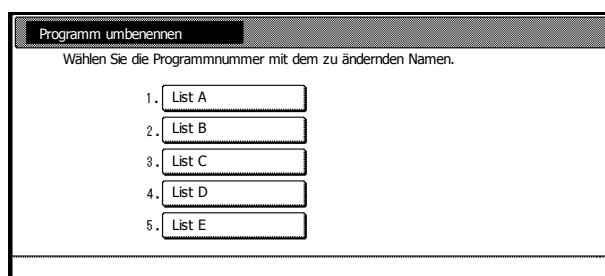 Programm umbenennen
Wählen Sie die Programmnummer mit dem zu ändernden Namen.
1. List A
2. List B
3. List C
4. List D
5. List E